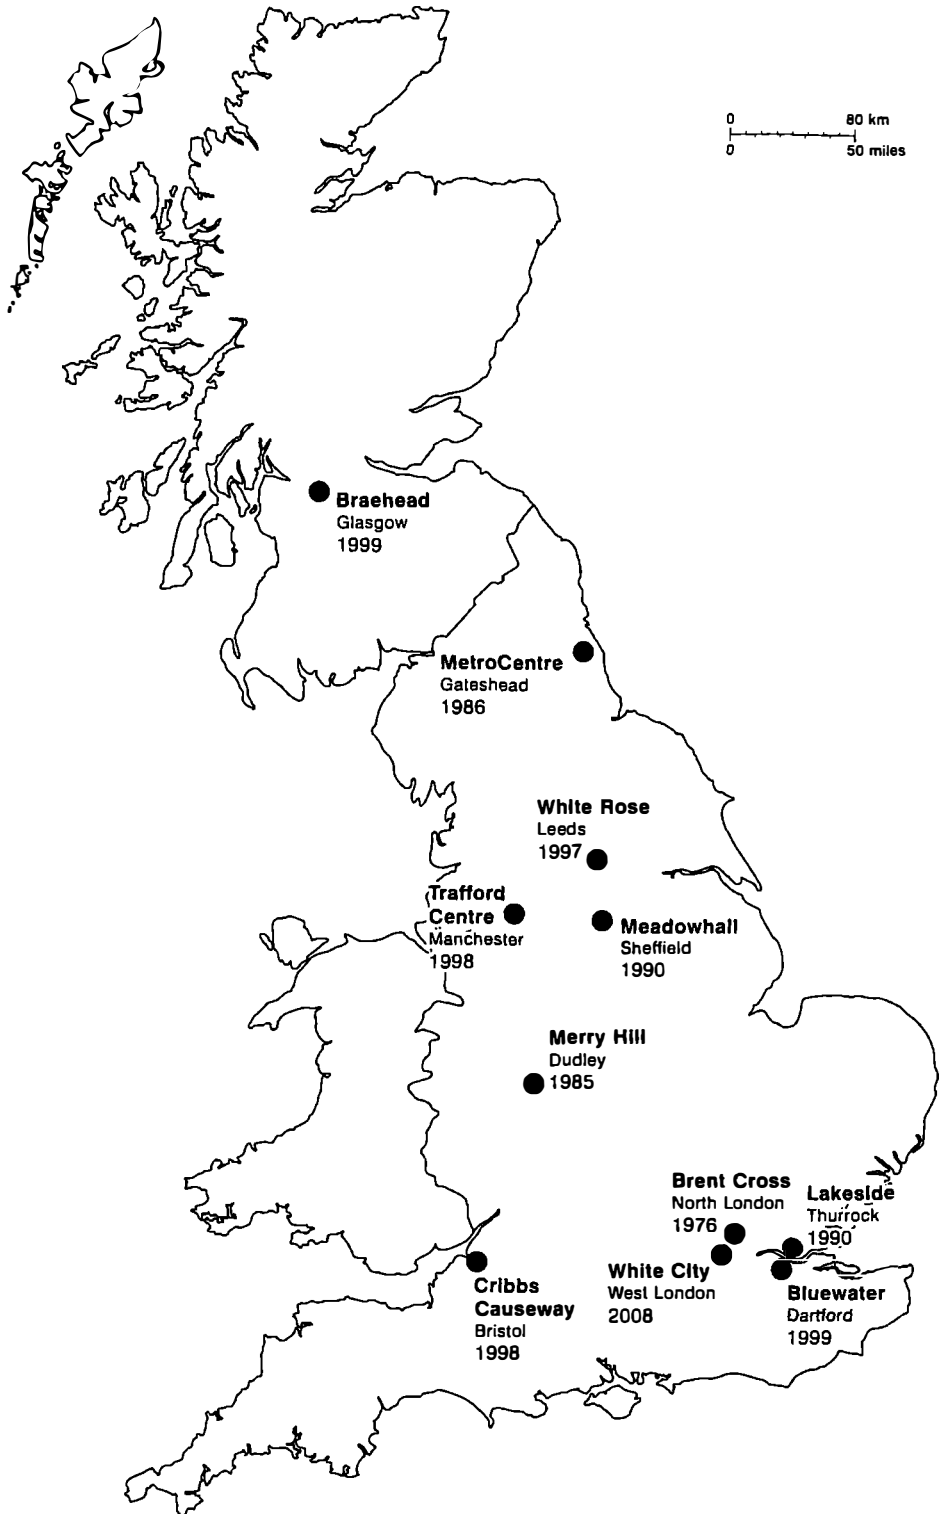 0 80 km
0 50 miles
Braehead
Glasgow
1999
MetroCentre
Gateshead
1986
White Rose
Leeds
1997
Trafford
Centre
Manchester
1998
Meadowhall
Sheffield
1990
Merry Hill
Dudley
1985
Brent Cross
North London
1976
Lakeside
Thurrock
1990
White City
West London
2008
Bluewater
Dartford
1999
Cribbs
Causeway
Bristol
1998